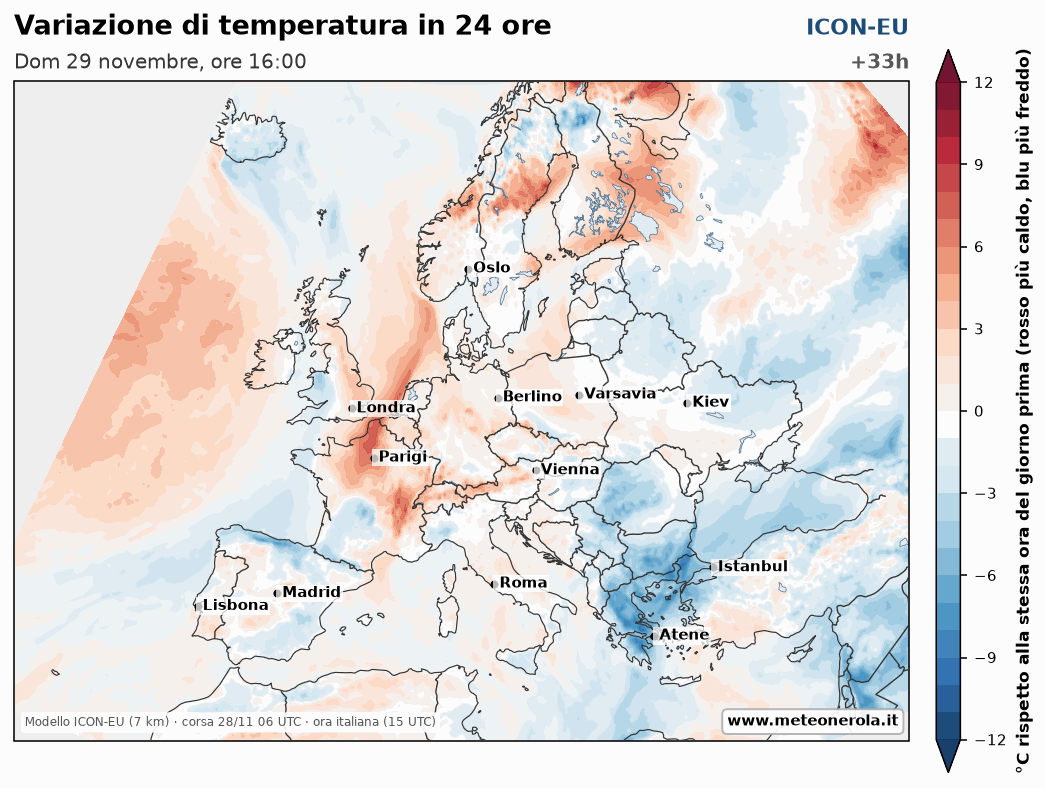 Variazione di temperatura in 24 ore
ICON-EU
Dom 29 novembre, ore 16:00
+33h
Oslo
Berlino
Varsavia
Kiev
Londra
Parigi
Vienna
Istanbul
Roma
Madrid
Lisbona
Atene
Modello ICON-EU (7 km) · corsa 28/11 06 UTC · ora italiana (15 UTC)
www.meteonerola.it
12
9
6
3
0
−3
−6
−9
−12
°C rispetto alla stessa ora del giorno prima (rosso più caldo, blu più freddo)